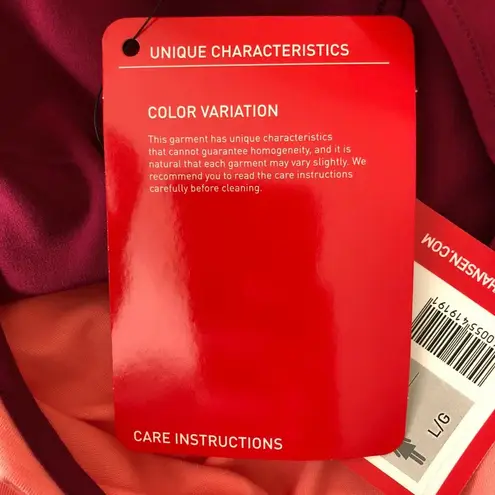 UNIQUE CHARACTERISTICS
COLOR VARIATION
This garment has unique characteristics
that cannot guarantee homogeneity, and it is
natural that each garment may vary slightly. We
recommend you to read the care instructions
carefully before cleaning.
CARE INSTRUCTIONS
HANSEN.COM
0055419191
L/G